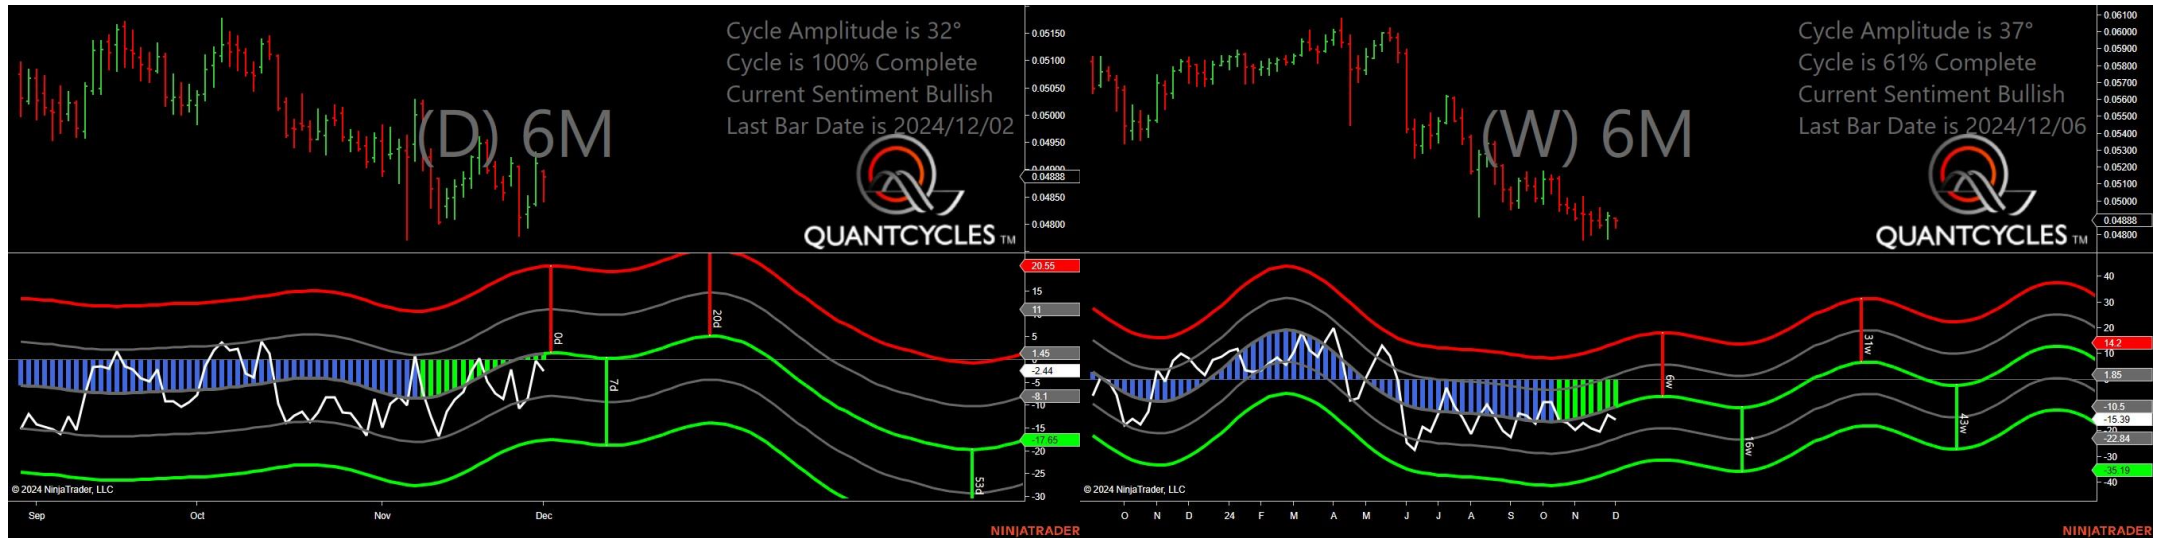 Cycle Amplitude is 32°
Cycle is 100% Complete
Current Sentiment Bullish
Last Bar Date is 2024/12/02
(D) 6M
QUANTCYCLES TM
0.05150
0.05100
0.05050
0.05000
0.04950
0.04900
0.04888
0.04850
0.04800
20.55
15
11
10
5
1.45
-2.44
-5
-8.1
-10
-15
-17.65
-20
-25
-30
0d
7d
20d
53d
© 2024 NinjaTrader, LLC
Sep
Oct
Nov
Dec
NINJATRADER
Cycle Amplitude is 37°
Cycle is 61% Complete
Current Sentiment Bullish
Last Bar Date is 2024/12/06
(W) 6M
QUANTCYCLES TM
0.06100
0.06000
0.05900
0.05800
0.05700
0.05600
0.05500
0.05400
0.05300
0.05200
0.05100
0.05000
0.04888
0.04800
40
30
20
14.2
10
1.85
-10.5
-15.39
-20
-22.84
-30
-35.19
-40
6w
16w
31w
43w
© 2024 NinjaTrader, LLC
O
N
D
24
F
M
A
M
J
J
A
S
O
N
D
NINJATRADER